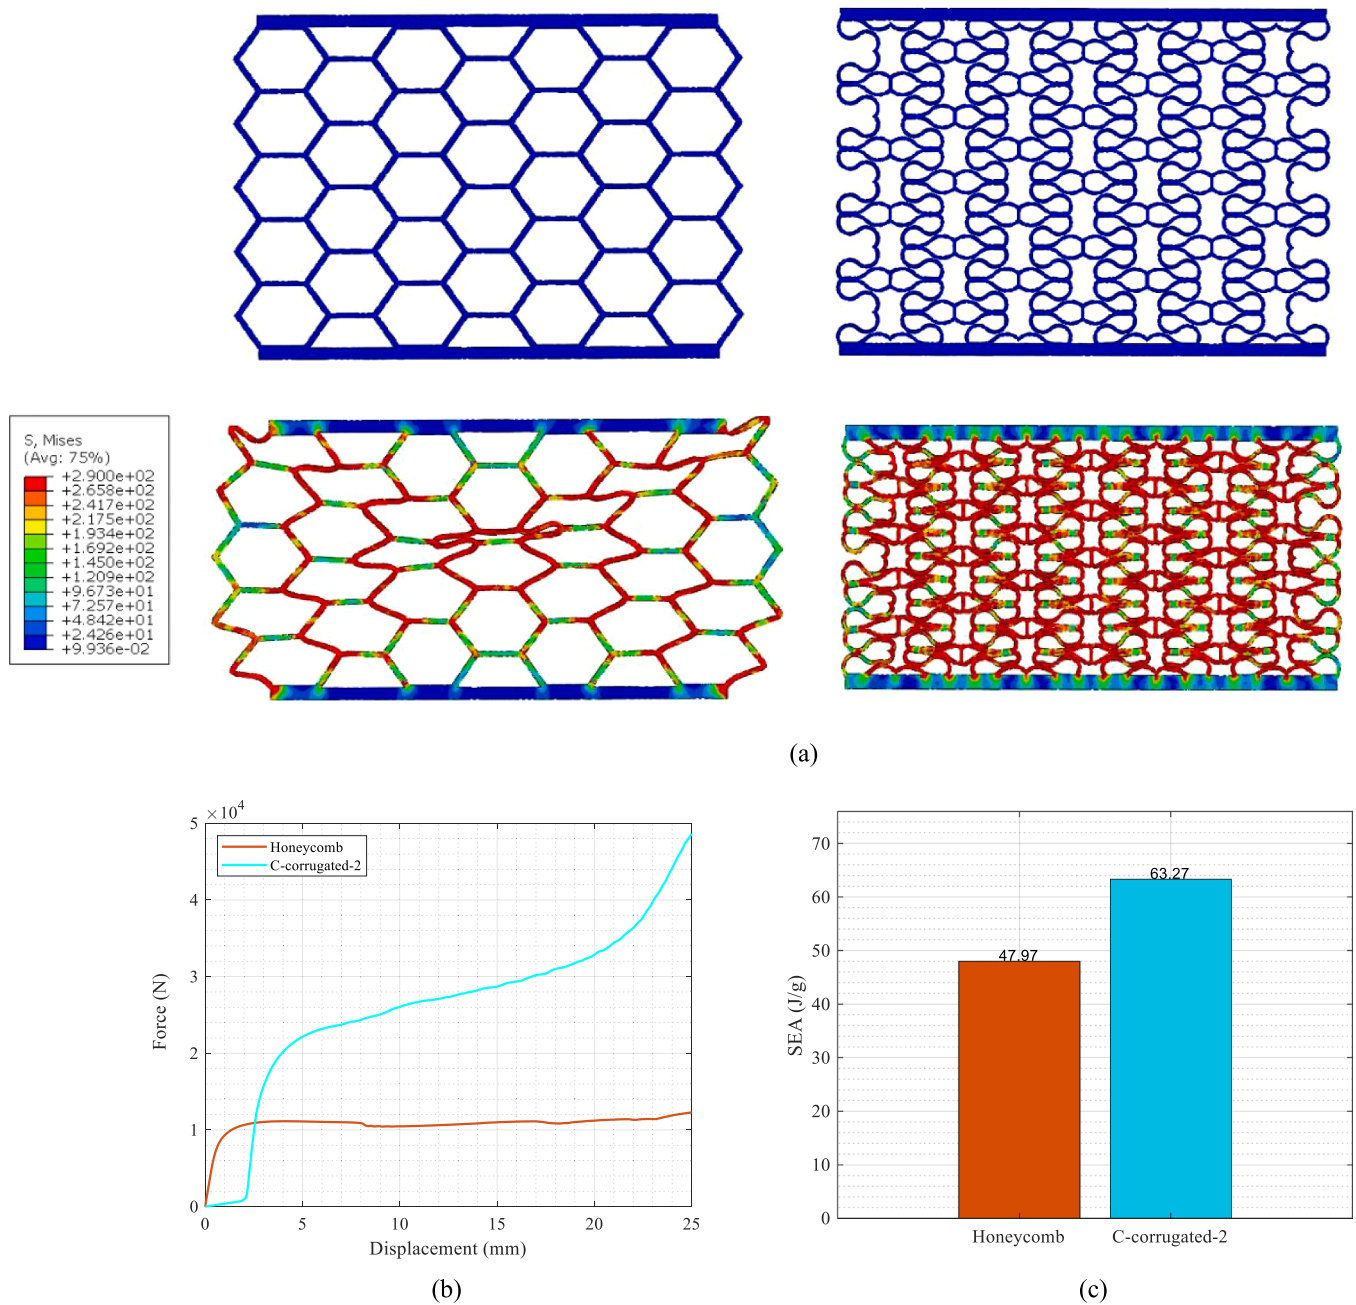 S, Mises
(Avg: 75%)
+2.900e+02
+2.658e+02
+2.417e+02
+2.175e+02
+1.934e+02
+1.692e+02
+1.450e+02
+1.209e+02
+9.673e+01
+7.257e+01
+4.842e+01
+2.426e+01
+9.936e-02
(a)
×10⁴
5
4
3
2
1
0
Force (N)
Honeycomb
C-corrugated-2
0 5 10 15 20 25
Displacement (mm)
(b)
70
60
50
40
30
20
10
0
SEA (J/g)
47.97
63.27
Honeycomb C-corrugated-2
(c)